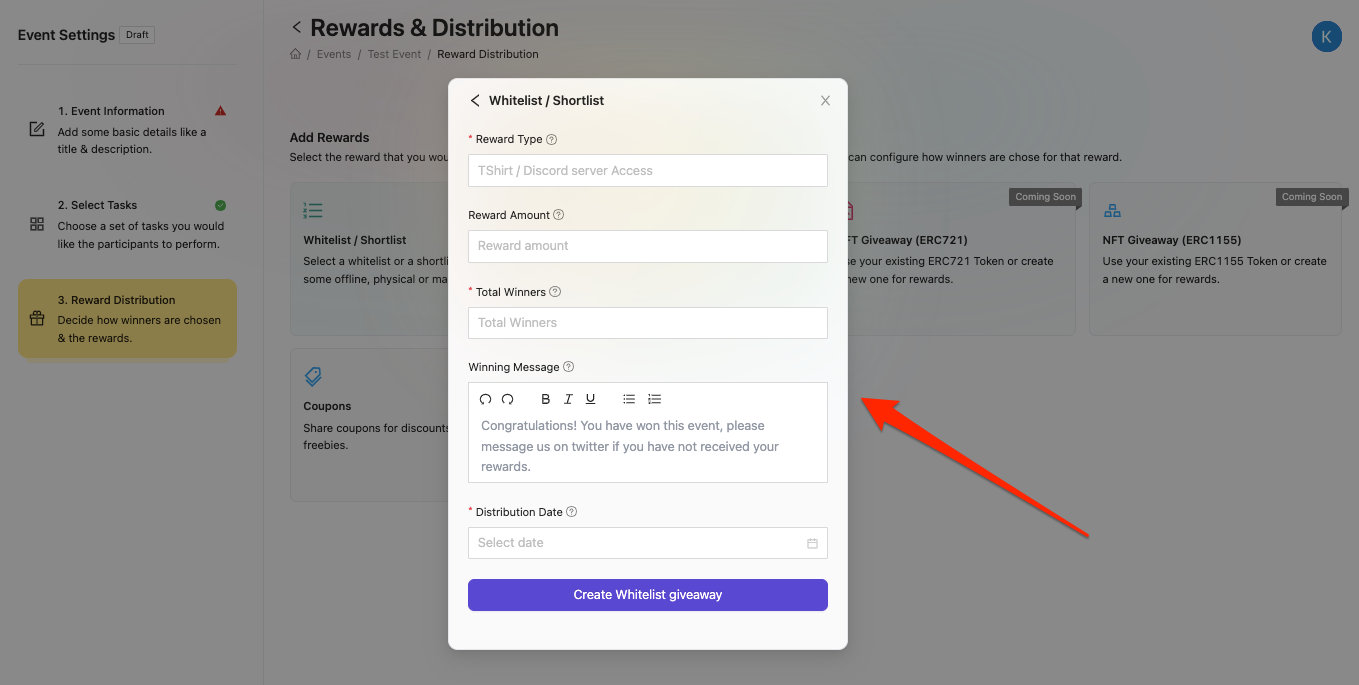 Event Settings Draft
1. Event Information
Add some basic details like a
title & description.
2. Select Tasks
Choose a set of tasks you would
like the participants to perform.
3. Reward Distribution
Decide how winners are chosen
& the rewards.
Rewards & Distribution
/ Events / Test Event / Reward Distribution
K
Add Rewards
Select the reward that you wou
can configure how winners are chose for that reward.
Whitelist / Shortlist
Select a whitelist or a shortli
some offline, physical or ma
Coming Soon
FT Giveaway (ERC721)
se your existing ERC721 Token or create
new one for rewards.
Coming Soon
NFT Giveaway (ERC1155)
Use your existing ERC1155 Token or create
a new one for rewards.
Coupons
Share coupons for discounts
freebies.
Whitelist / Shortlist
* Reward Type ?
TShirt / Discord server Access
Reward Amount ?
Reward amount
* Total Winners ?
Total Winners
Winning Message ?
B I U
Congratulations! You have won this event, please
message us on twitter if you have not received your
rewards.
* Distribution Date ?
Select date
Create Whitelist giveaway